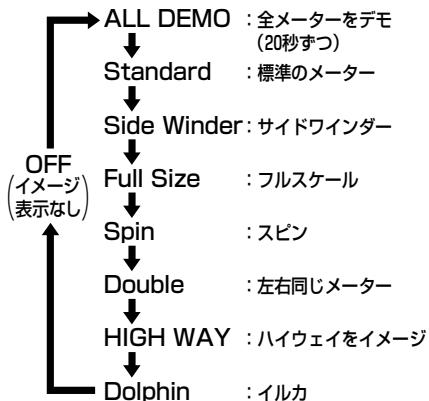 ALL DEMO：全メーターをデモ
（20秒ずつ）
Standard：標準のメーター
Side Winder：サイドワインダー
OFF
（イメージ
表示なし）
Full Size：フルスケール
Spin：スピン
Double：左右同じメーター
HIGH WAY：ハイウェイをイメージ
Dolphin：イルカ